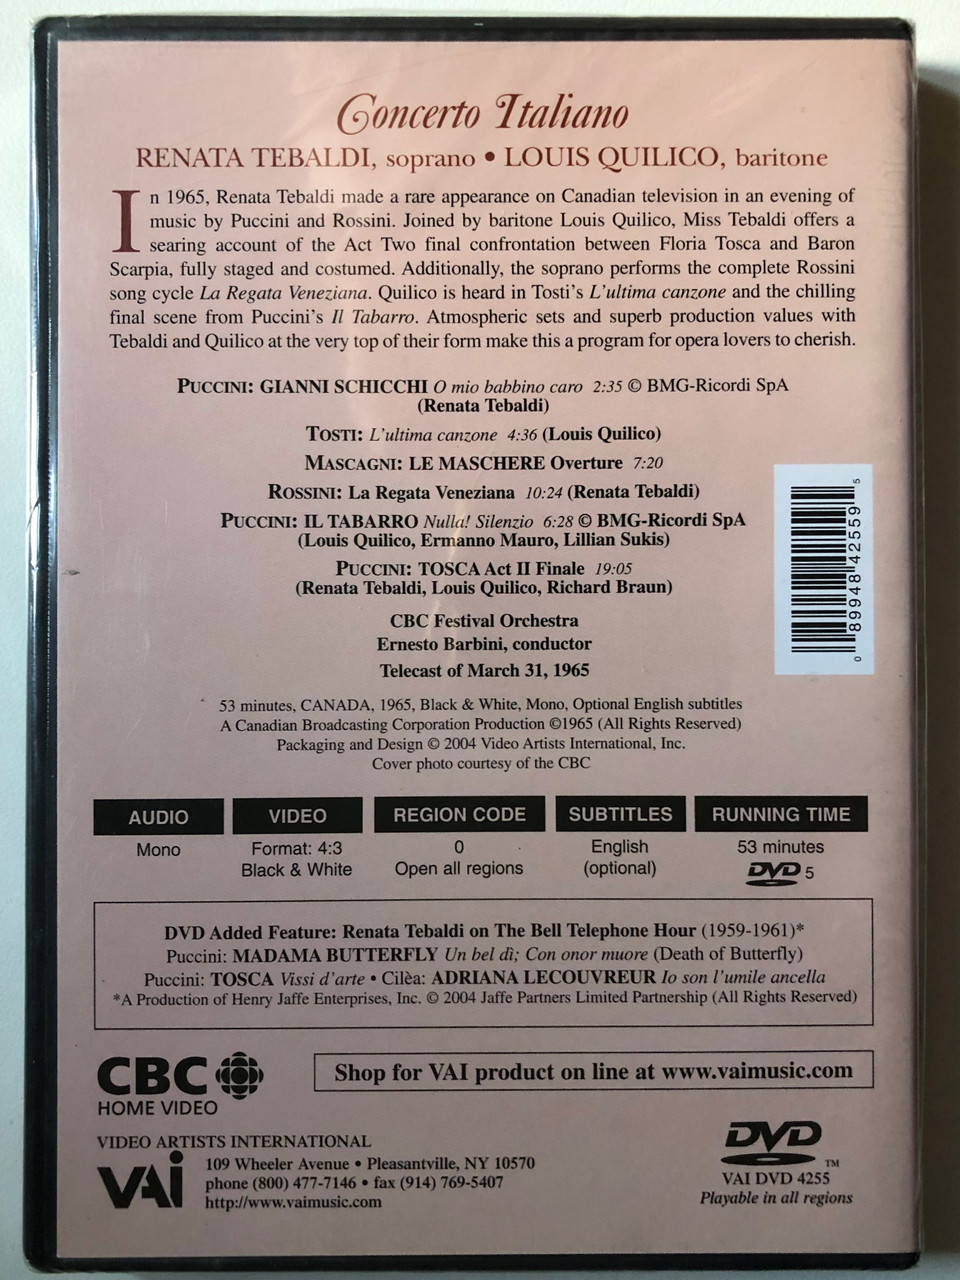 Concerto Italiano
RENATA TEBALDI, soprano • LOUIS QUILICO, baritone
In 1965, Renata Tebaldi made a rare appearance on Canadian television in an evening of
music by Puccini and Rossini. Joined by baritone Louis Quilico, Miss Tebaldi offers a
searing account of the Act Two final confrontation between Floria Tosca and Baron
Scarpia, fully staged and costumed. Additionally, the soprano performs the complete Rossini
song cycle La Regata Veneziana. Quilico is heard in Tosti's L'ultima canzone and the chilling
final scene from Puccini's Il Tabarro. Atmospheric sets and superb production values with
Tebaldi and Quilico at the very top of their form make this a program for opera lovers to cherish.
PUCCINI: GIANNI SCHICCHI O mio babbino caro 2:35 © BMG-Ricordi SpA
(Renata Tebaldi)
TOSTI: L'ultima canzone 4:36 (Louis Quilico)
MASCAGNI: LE MASCHERE Overture 7:20
ROSSINI: La Regata Veneziana 10:24 (Renata Tebaldi)
PUCCINI: IL TABARRO Nulla! Silenzio 6:28 © BMG-Ricordi SpA
(Louis Quilico, Ermanno Mauro, Lillian Sukis)
PUCCINI: TOSCA Act II Finale 19:05
(Renata Tebaldi, Louis Quilico, Richard Braun)
CBC Festival Orchestra
Ernesto Barbini, conductor
Telecast of March 31, 1965
0 89948 42559 5
53 minutes, CANADA, 1965, Black & White, Mono, Optional English subtitles
A Canadian Broadcasting Corporation Production ©1965 (All Rights Reserved)
Packaging and Design © 2004 Video Artists International, Inc.
Cover photo courtesy of the CBC
AUDIO VIDEO REGION CODE SUBTITLES RUNNING TIME
Mono Format: 4:3 0 English 53 minutes
Black & White Open all regions (optional) DVD 5
DVD Added Feature: Renata Tebaldi on The Bell Telephone Hour (1959-1961)*
Puccini: MADAMA BUTTERFLY Un bel dì; Con onor muore (Death of Butterfly)
Puccini: TOSCA Vissi d'arte • Cilèa: ADRIANA LECOUVREUR Io son l'umile ancella
*A Production of Henry Jaffe Enterprises, Inc. © 2004 Jaffe Partners Limited Partnership (All Rights Reserved)
CBC
HOME VIDEO
Shop for VAI product on line at www.vaimusic.com
VIDEO ARTISTS INTERNATIONAL
VAI
109 Wheeler Avenue • Pleasantville, NY 10570
phone (800) 477-7146 • fax (914) 769-5407
http://www.vaimusic.com
DVD™
VAI DVD 4255
Playable in all regions